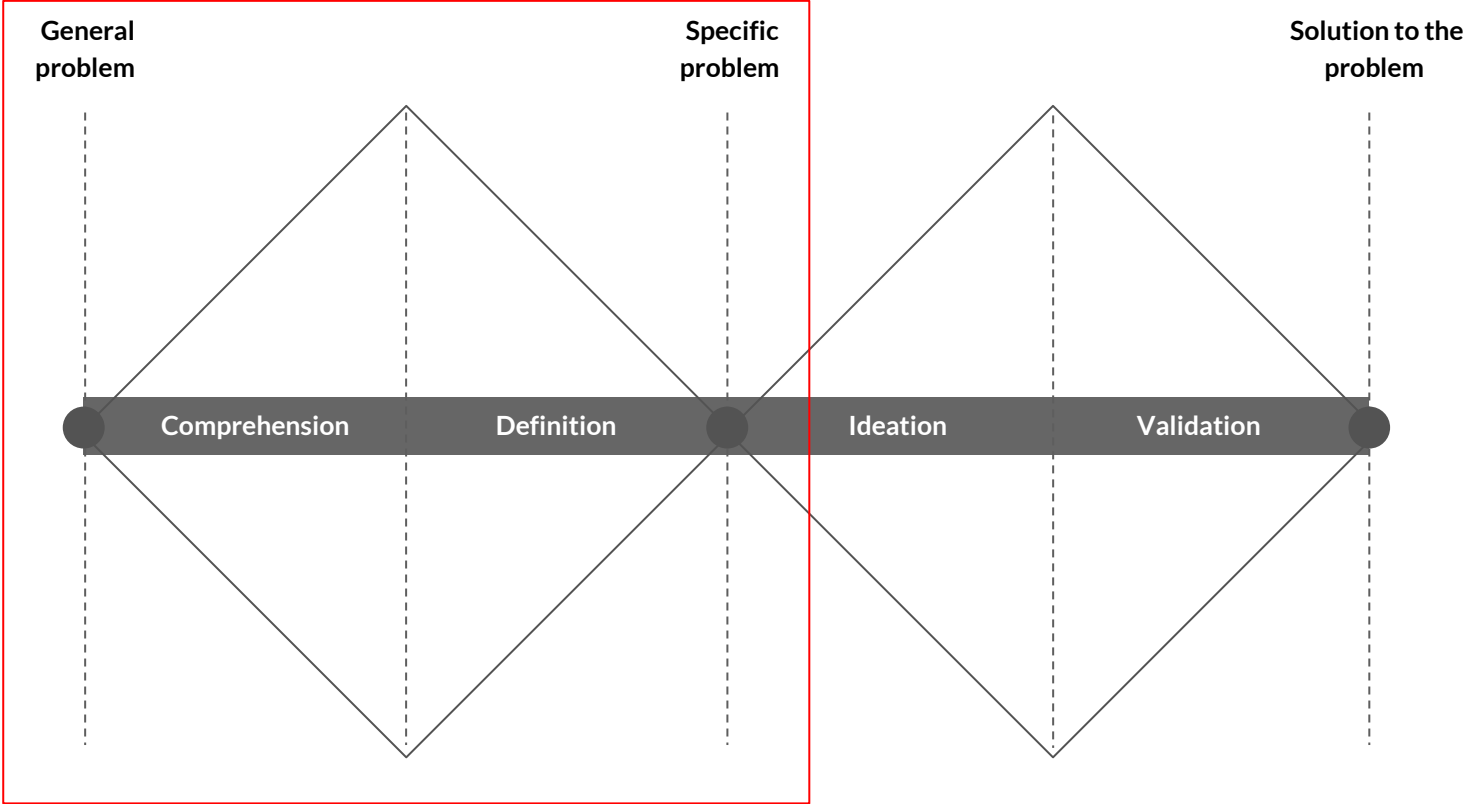 General
problem
Specific
problem
Solution to the
problem
Comprehension
Definition
Ideation
Validation